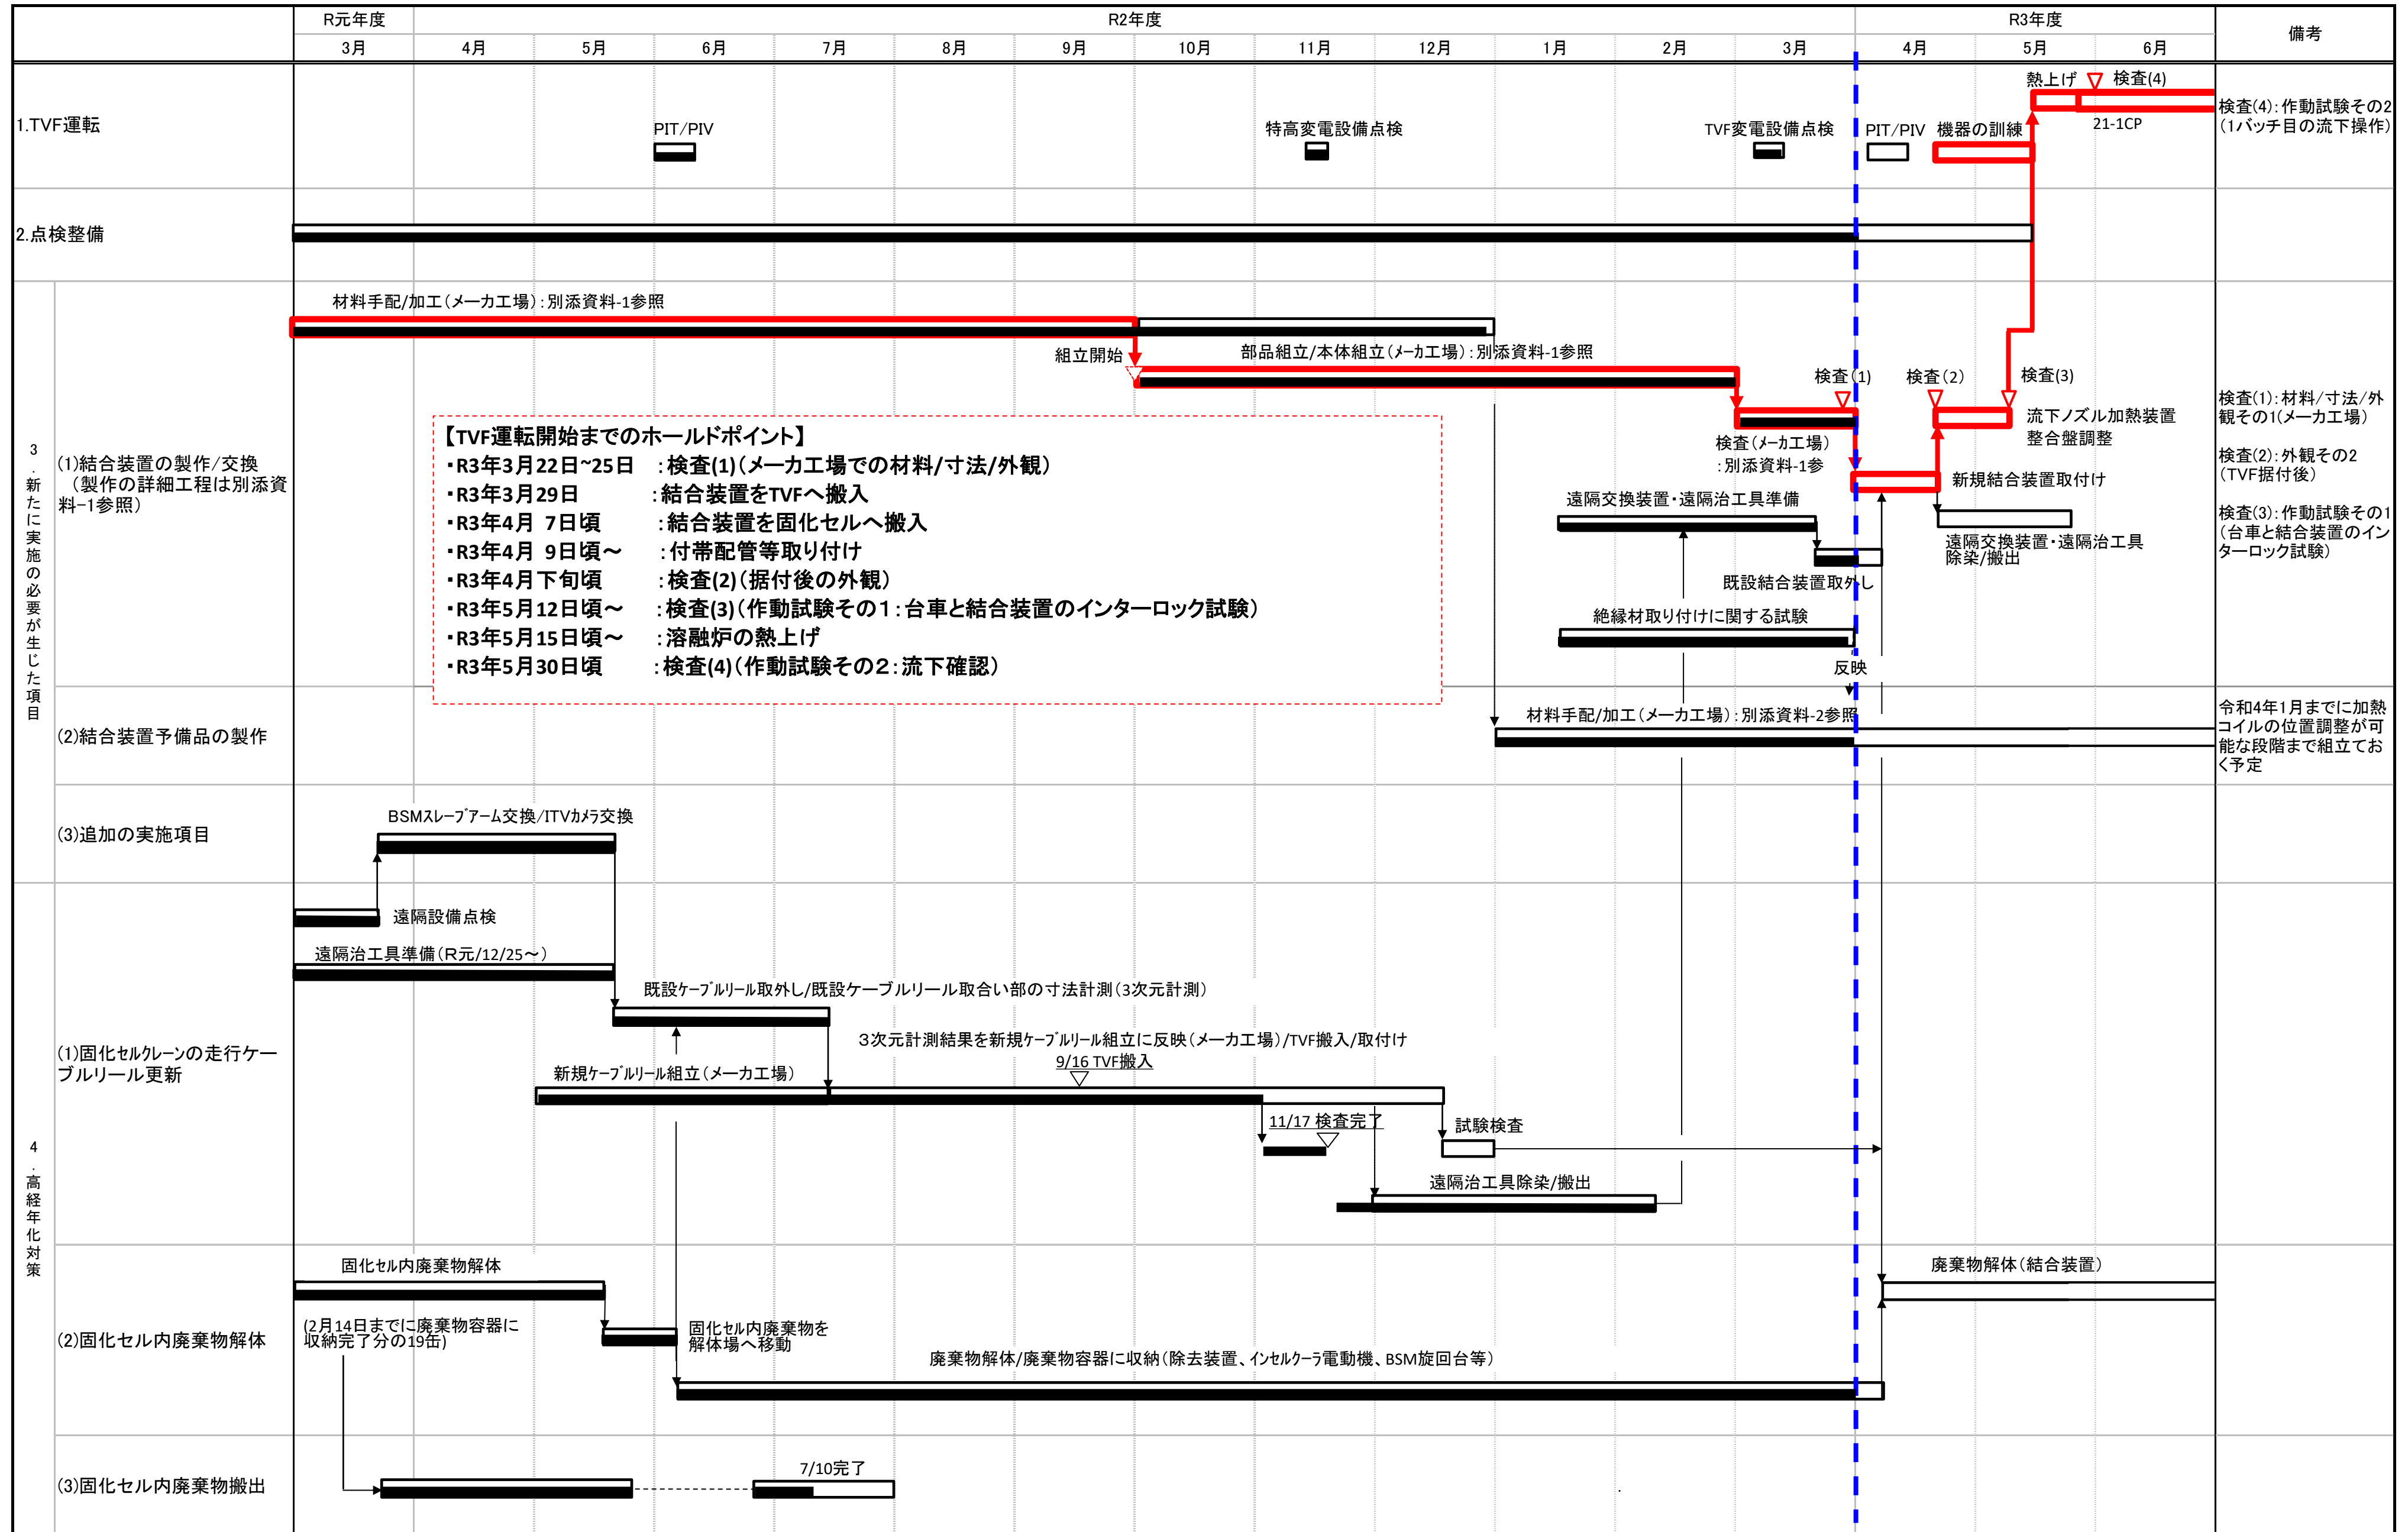 R元年度
R2年度
R3年度
備考
3月
4月
5月
6月
7月
8月
9月
10月
11月
12月
1月
2月
3月
4月
5月
6月
1.TVF運転
PIT/PIV
特高変電設備点検
TVF変電設備点検
PIT/PIV
機器の訓練
熱上げ
検査(4)
21-1CP
検査(4):作動試験その2
(1バッチ目の流下操作)
2.点検整備
3.新たに実施の必要が生じた項目
(1)結合装置の製作/交換
(製作の詳細工程は別添資
料-1参照)
材料手配/加工(メーカ工場):別添資料-1参照
組立開始
部品組立/本体組立(メーカ工場):別添資料-1参照
検査(1)
検査(2)
検査(3)
検査(メーカ工場)
:別添資料-1参
流下ノズル加熱装置
整合盤調整
新規結合装置取付け
遠隔交換装置・遠隔治工具準備
遠隔交換装置・遠隔治工具
除染/搬出
既設結合装置取外し
絶縁材取り付けに関する試験
反映
【TVF運転開始までのホールドポイント】
・R3年3月22日~25日 :検査(1)(メーカ工場での材料/寸法/外観)
・R3年3月29日 :結合装置をTVFへ搬入
・R3年4月 7日頃 :結合装置を固化セルへ搬入
・R3年4月 9日頃~ :付帯配管等取り付け
・R3年4月下旬頃 :検査(2)(据付後の外観)
・R3年5月12日頃~ :検査(3)(作動試験その1:台車と結合装置のインターロック試験)
・R3年5月15日頃~ :溶融炉の熱上げ
・R3年5月30日頃 :検査(4)(作動試験その2:流下確認)
検査(1):材料/寸法/外
観その1(メーカ工場)
検査(2):外観その2
(TVF据付後)
検査(3):作動試験その1
(台車と結合装置のイン
ターロック試験)
(2)結合装置予備品の製作
材料手配/加工(メーカ工場):別添資料-2参照
令和4年1月までに加熱
コイルの位置調整が可
能な段階まで組立てお
く予定
(3)追加の実施項目
BSMスレーブアーム交換/ITVカメラ交換
4.高経年化対策
(1)固化セルクレーンの走行ケー
ブルリール更新
遠隔設備点検
遠隔治工具準備(R元/12/25~)
既設ケーブルリール取外し/既設ケーブルリール取合い部の寸法計測(3次元計測)
3次元計測結果を新規ケーブルリール組立に反映(メーカ工場)/TVF搬入/取付け
9/16 TVF搬入
新規ケーブルリール組立(メーカ工場)
11/17 検査完了
試験検査
遠隔治工具除染/搬出
(2)固化セル内廃棄物解体
固化セル内廃棄物解体
廃棄物解体(結合装置)
(2月14日までに廃棄物容器に
収納完了分の19缶)
固化セル内廃棄物を
解体場へ移動
廃棄物解体/廃棄物容器に収納(除去装置、インセルクーラ電動機、BSM旋回台等)
(3)固化セル内廃棄物搬出
7/10完了